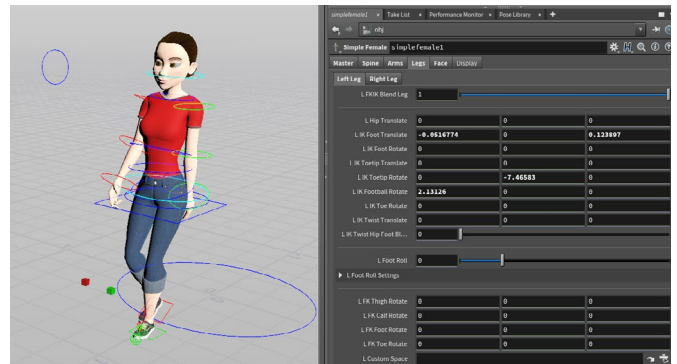 simplefemale1 × Take List × Performance Monitor × Pose Library × +
obj
Simple Female simplefemale1
Master Spine Arms Legs Face Display
Left Leg Right Leg
L FKIK Blend Leg 1
L Hip Translate 0 0 0
L IK Foot Translate -0.0516774 0 0.123897
L IK Foot Rotate 0 0 0
L IK Toetip Translate 0 0 0
L IK Toetip Rotate 0 -7.46583 0
L IK Football Rotate 2.13126 0 0
L IK Toe Rotate 0 0 0
L IK Twist Translate 0 0 0
L IK Twist Hip Foot Bl... 0
L Foot Roll 0
L Foot Roll Settings
L FK Thigh Rotate 0 0 0
L FK Calf Rotate 0 0 0
L FK Foot Rotate 0 0 0
L FK Toe Rotate 0 0 0
L Custom Space